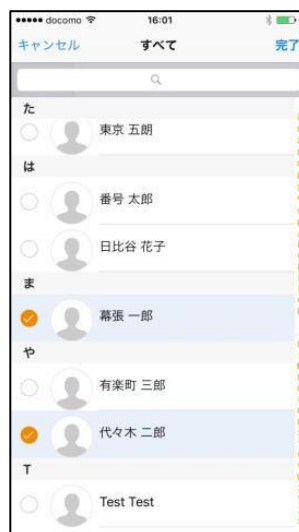 docomo 16:01
キャンセル すべて 完了
た
東京 五朗
は
番号 太郎
日比谷 花子
ま
幕張 一郎
や
有楽町 三郎
代々木 二郎
T
Test Test